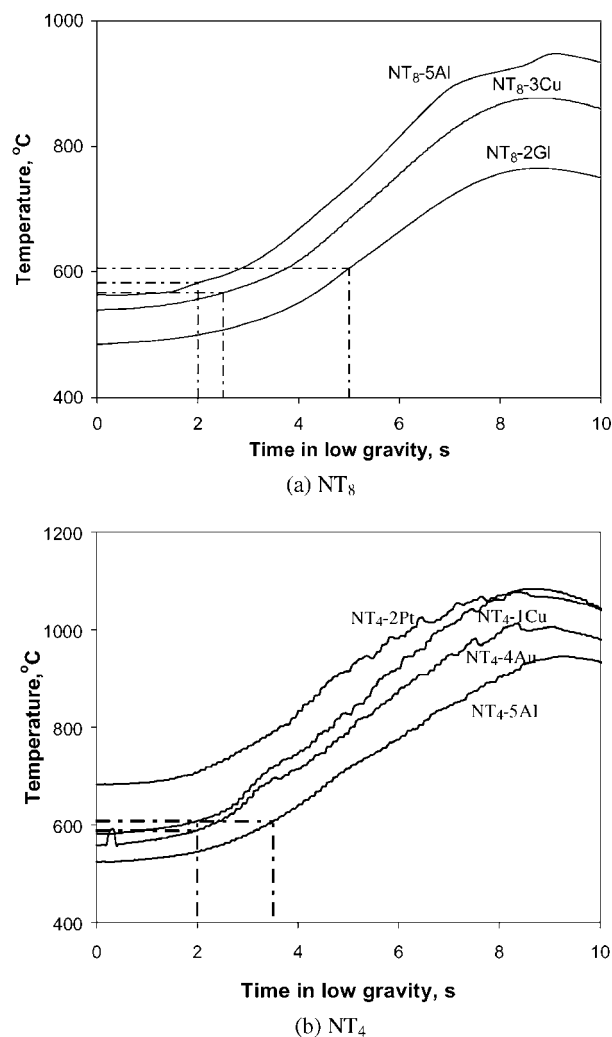 1000
800
600
400
Temperature, °C
NT₈-5Al
NT₈-3Cu
NT₈-2Gl
0 2 4 6 8 10
Time in low gravity, s
(a) NT₈
1200
1000
800
600
400
Temperature, °C
NT₄-2Pt
NT₄-1Cu
NT₄-4Au
NT₄-5Al
0 2 4 6 8 10
Time in low gravity, s
(b) NT₄